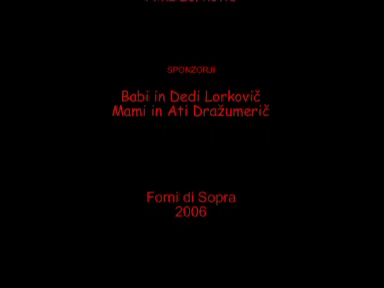 SPONZORJI:
Babi in Dedi Lorkovič
Mami in Ati Dražumerič
Forni di Sopra
2006